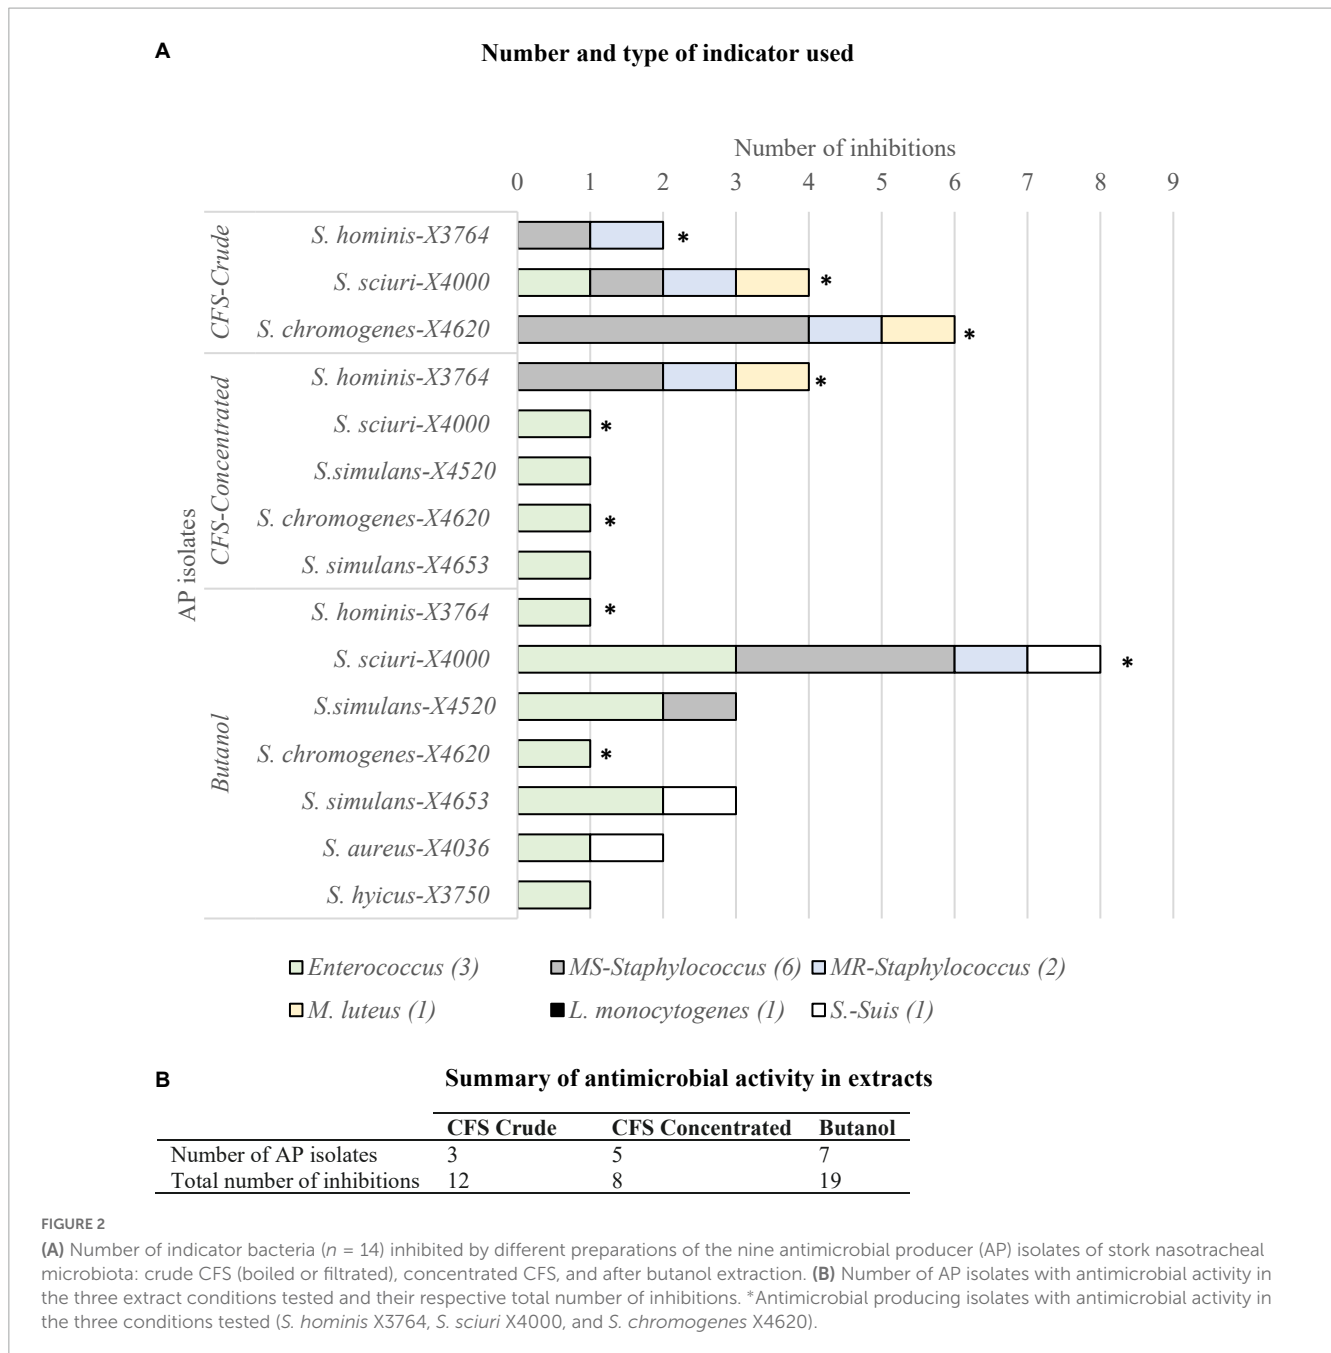 A
Number and type of indicator used
Number of inhibitions
0 1 2 3 4 5 6 7 8 9
AP isolates
CFS-Crude
S. hominis-X3764 *
S. sciuri-X4000 *
S. chromogenes-X4620 *
CFS-Concentrated
S. hominis-X3764 *
S. sciuri-X4000 *
S.simulans-X4520
S. chromogenes-X4620 *
S. simulans-X4653
Butanol
S. hominis-X3764 *
S. sciuri-X4000 *
S.simulans-X4520
S. chromogenes-X4620 *
S. simulans-X4653
S. aureus-X4036
S. hyicus-X3750
Enterococcus (3) MS-Staphylococcus (6) MR-Staphylococcus (2)
M. luteus (1) L. monocytogenes (1) S.-Suis (1)
B
Summary of antimicrobial activity in extracts
CFS Crude CFS Concentrated Butanol
Number of AP isolates 3 5 7
Total number of inhibitions 12 8 19
FIGURE 2
(A) Number of indicator bacteria (n = 14) inhibited by different preparations of the nine antimicrobial producer (AP) isolates of stork nasotracheal
microbiota: crude CFS (boiled or filtrated), concentrated CFS, and after butanol extraction. (B) Number of AP isolates with antimicrobial activity in
the three extract conditions tested and their respective total number of inhibitions. *Antimicrobial producing isolates with antimicrobial activity in
the three conditions tested (S. hominis X3764, S. sciuri X4000, and S. chromogenes X4620).